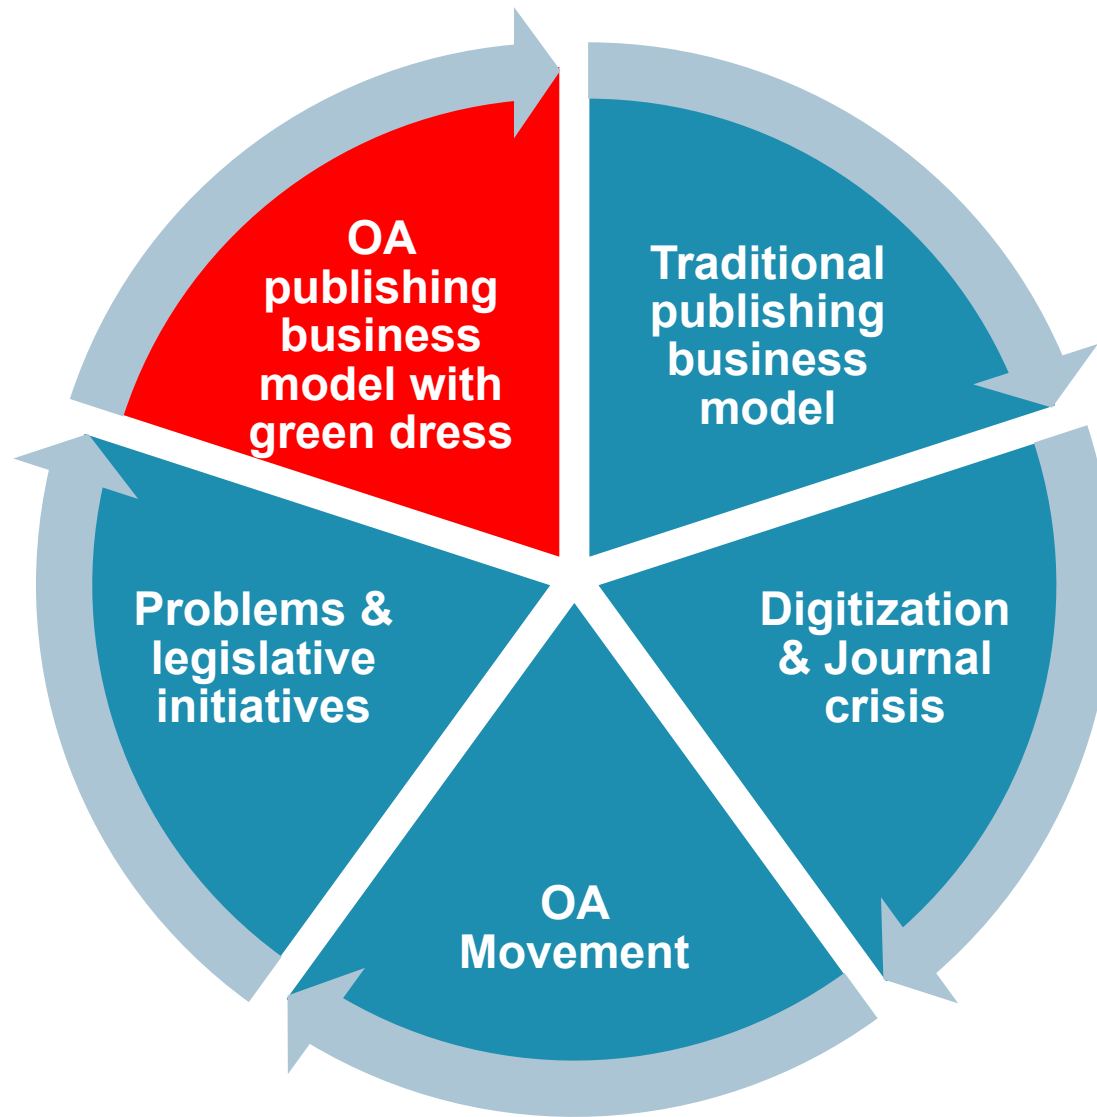 OA
publishing
business
model with
green dress
Traditional
publishing
business
model
Digitization
& Journal
crisis
OA
Movement
Problems &
legislative
initiatives